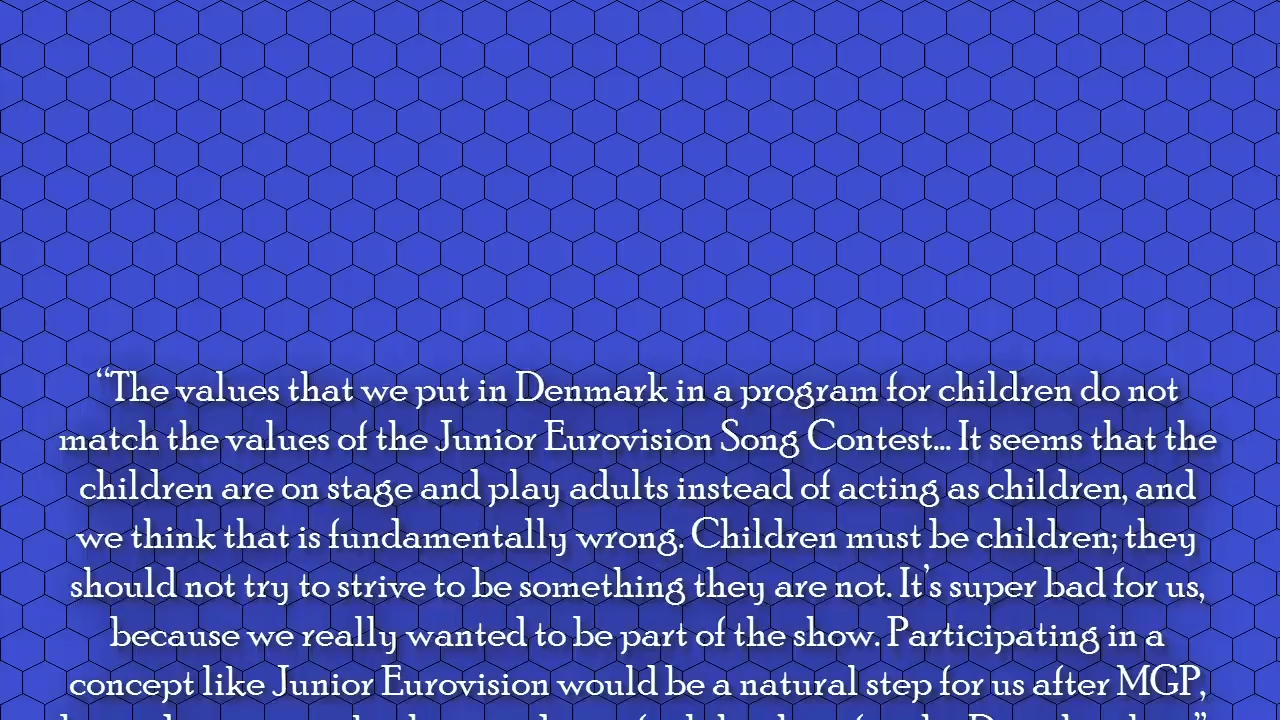 “The values that we put in Denmark in a program for children do not
match the values of the Junior Eurovision Song Contest... It seems that the
children are on stage and play adults instead of acting as children, and
we think that is fundamentally wrong. Children must be children; they
should not try to strive to be something they are not. It’s super bad for us,
because we really wanted to be part of the show. Participating in a
concept like Junior Eurovision would be a natural step for us after MGP,